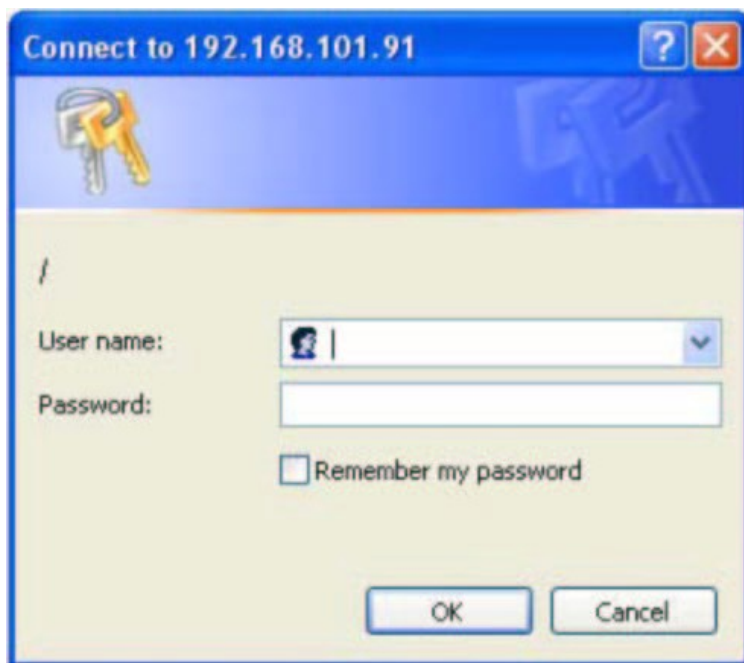 Connect to 192.168.101.91 ?
/
User name:
Password:
Remember my password
OK Cancel